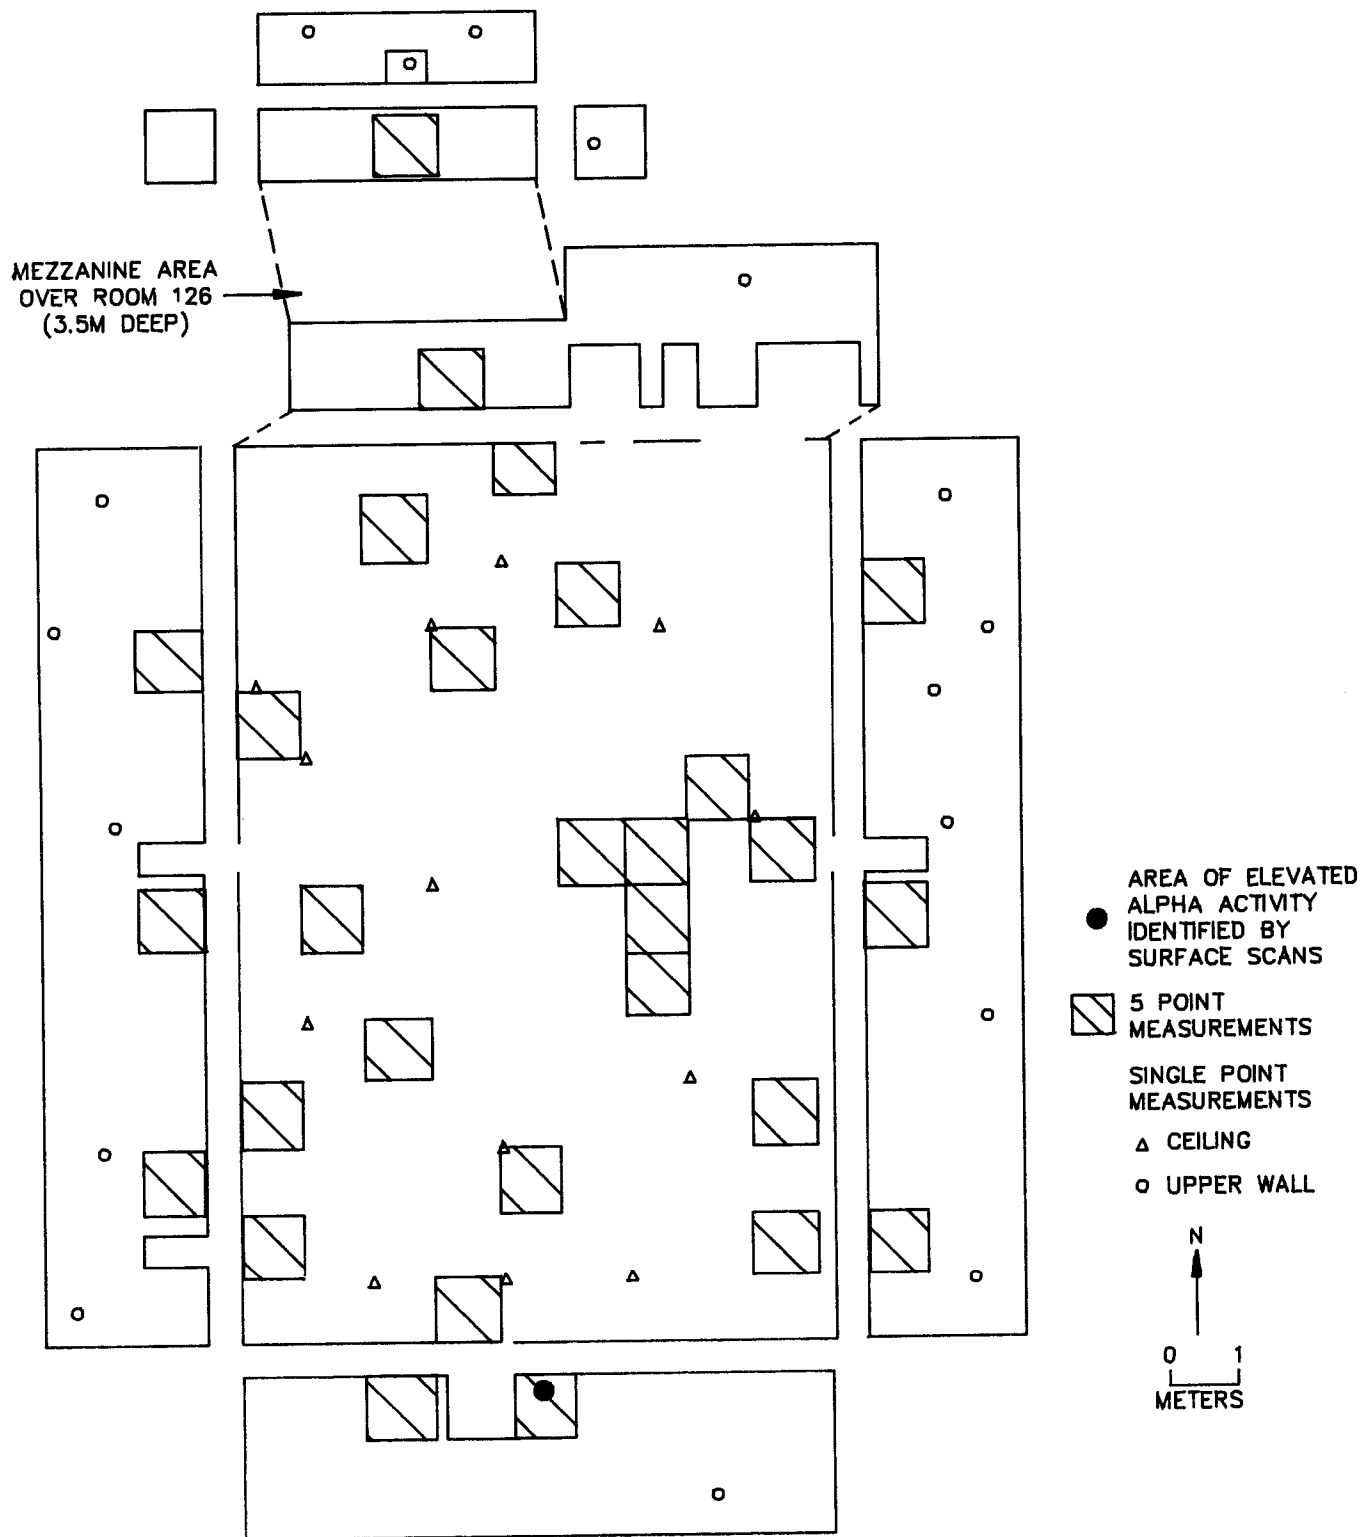 MEZZANINE AREA
OVER ROOM 126
(3.5M DEEP)
AREA OF ELEVATED
ALPHA ACTIVITY
IDENTIFIED BY
SURFACE SCANS
5 POINT
MEASUREMENTS
SINGLE POINT
MEASUREMENTS
CEILING
UPPER WALL
N
0 1
METERS